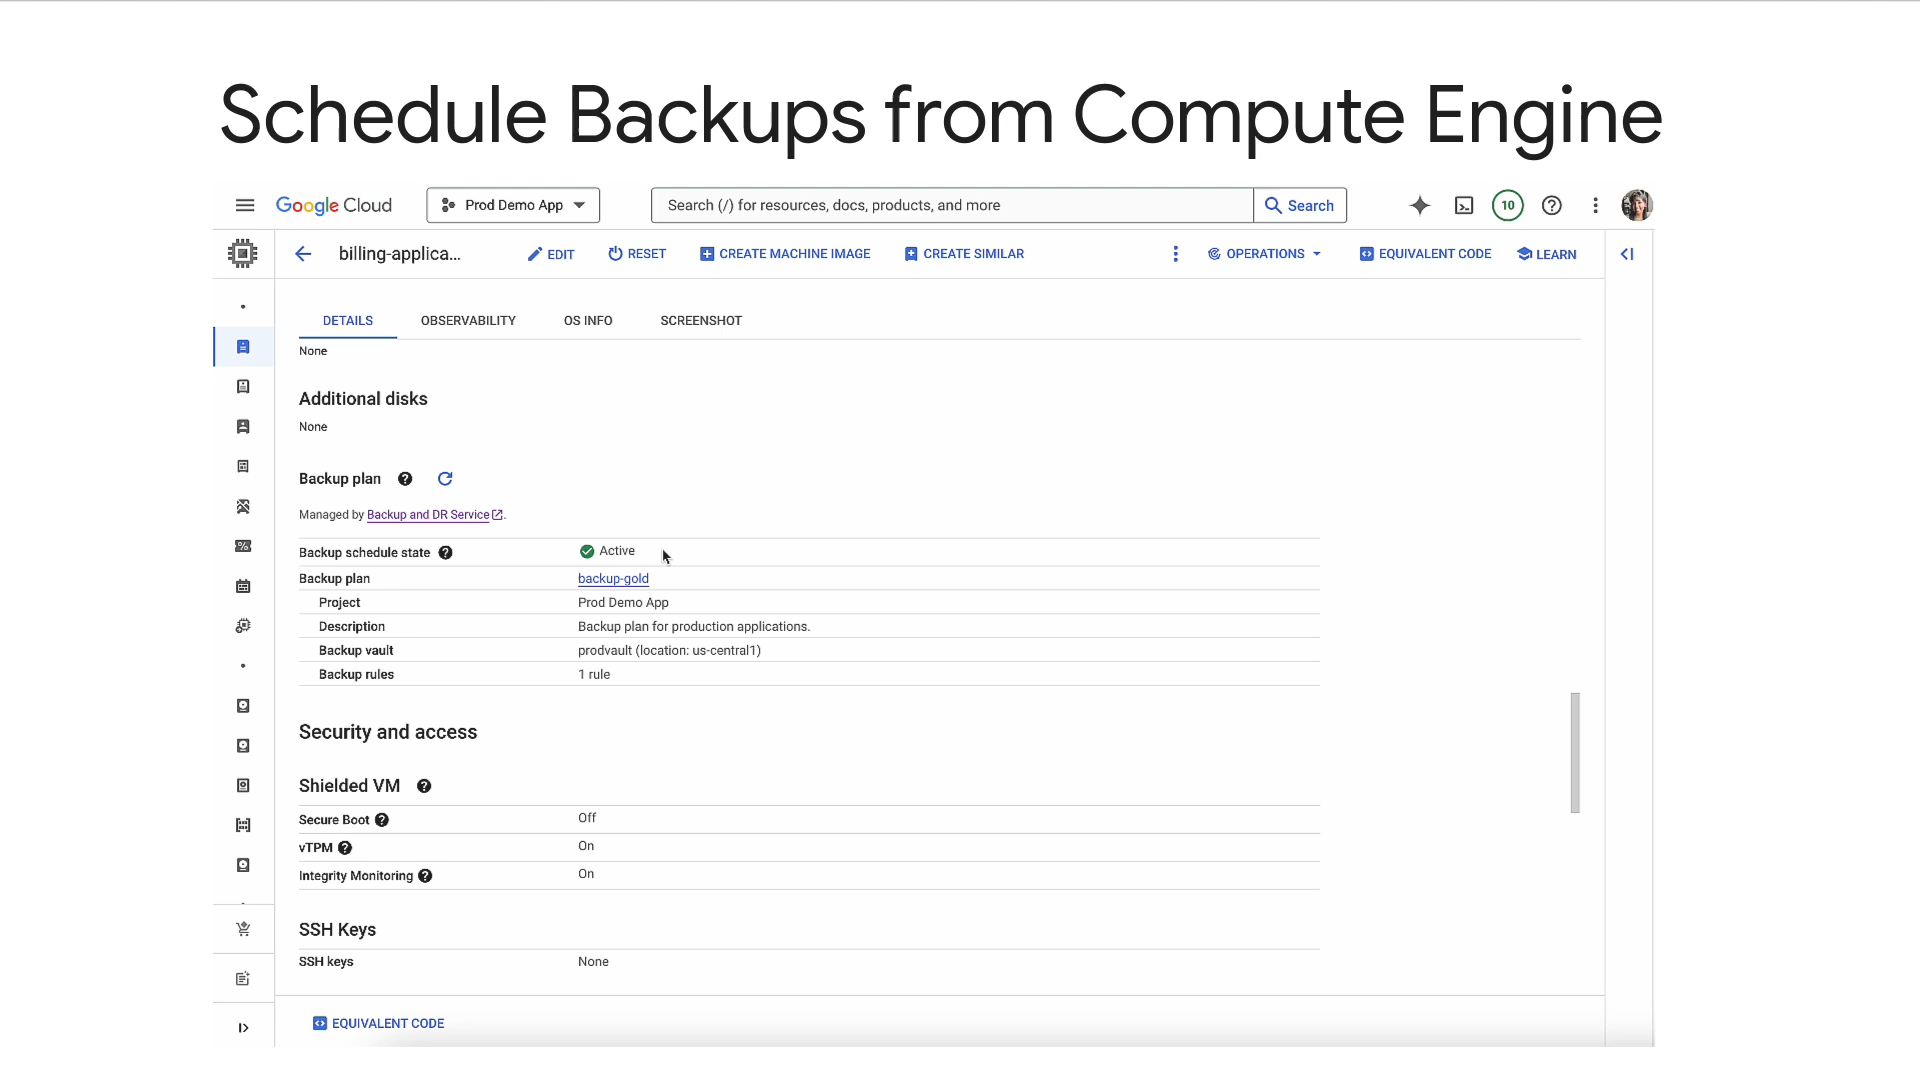 Schedule Backups from Compute Engine
Google Cloud Prod Demo App Search (/) for resources, docs, products, and more Search 10
billing-applica... EDIT RESET CREATE MACHINE IMAGE CREATE SIMILAR OPERATIONS EQUIVALENT CODE LEARN
DETAILS OBSERVABILITY OS INFO SCREENSHOT
None
Additional disks
None
Backup plan
Managed by Backup and DR Service.
Backup schedule state Active
Backup plan backup-gold
Project Prod Demo App
Description Backup plan for production applications.
Backup vault prodvault (location: us-central1)
Backup rules 1 rule
Security and access
Shielded VM
Secure Boot Off
vTPM On
Integrity Monitoring On
SSH Keys
SSH keys None
EQUIVALENT CODE